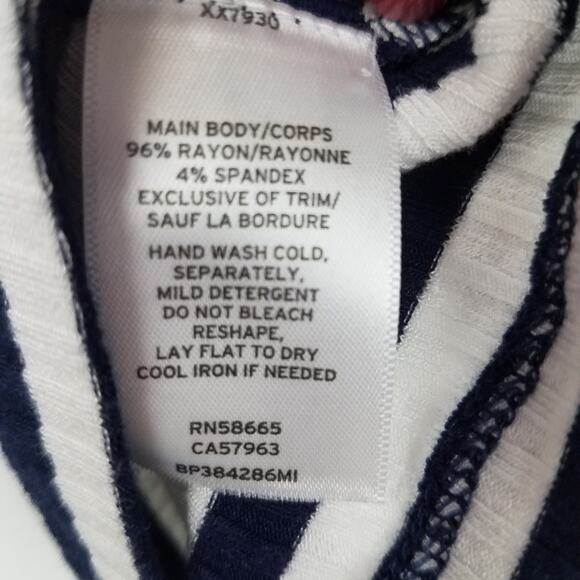 XX7930
MAIN BODY/CORPS
96% RAYON/RAYONNE
4% SPANDEX
EXCLUSIVE OF TRIM/
SAUF LA BORDURE
HAND WASH COLD,
SEPARATELY,
MILD DETERGENT
DO NOT BLEACH
RESHAPE,
LAY FLAT TO DRY
COOL IRON IF NEEDED
RN58665
CA57963
BP384286MI